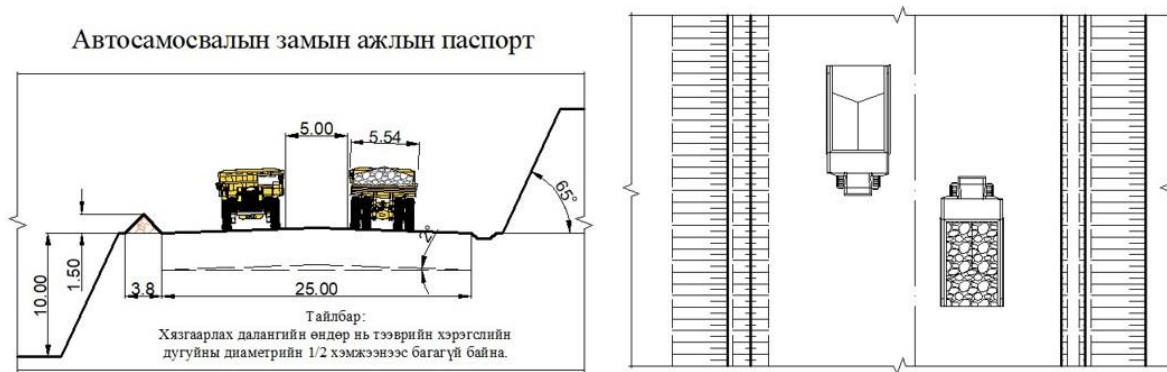 Автосамосвалын замын ажлын паспорт
5.00
5.54
65°
2°
1.50
10.00
3.8
25.00
Тайлбар:
Хязгаарлах далангийн өндөр нь тээврийн хэрэгслийн
дугуйны диаметрийн 1/2 хэмжээнээс багагүй байна.